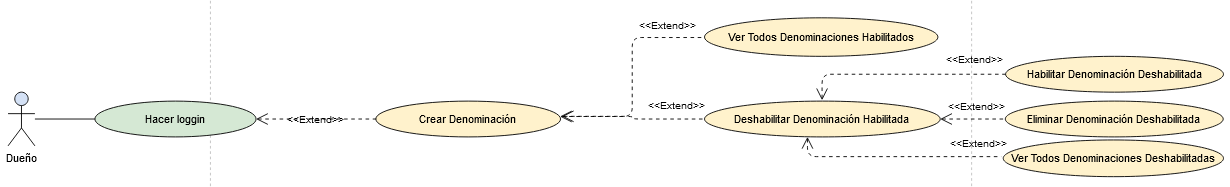 <<Extend>>
Ver Todos Denominaciones Habilitados
<<Extend>>
Habilitar Denominación Deshabilitada
Hacer loggin
<<Extend>>
Crear Denominación
<<Extend>>
Deshabilitar Denominación Habilitada
<<Extend>>
Eliminar Denominación Deshabilitada
Dueño
<<Extend>>
Ver Todos Denominaciones Deshabilitadas